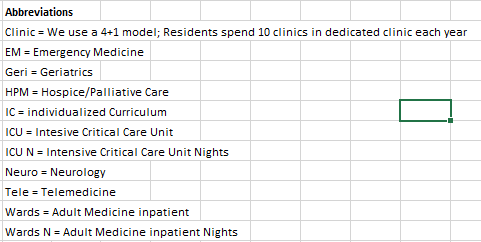 Abbreviations
Clinic = We use a 4+1 model; Residents spend 10 clinics in dedicated clinic each year
EM = Emergency Medicine
Geri = Geriatrics
HPM = Hospice/Palliative Care
IC = individualized Curriculum
ICU = Intesive Critical Care Unit
ICU N = Intensive Critical Care Unit Nights
Neuro = Neurology
Tele = Telemedicine
Wards = Adult Medicine inpatient
Wards N = Adult Medicine inpatient Nights